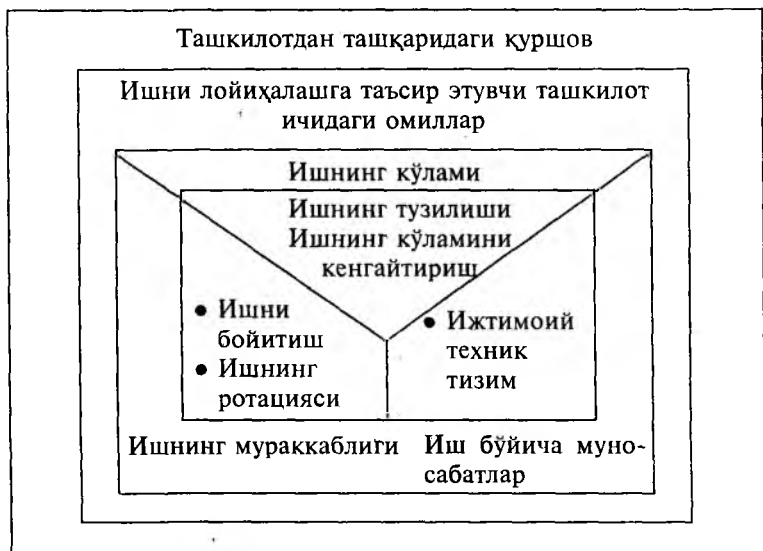 Ташкилотдан ташқаридаги қуршов
Ишни лойиҳалашга таъсир этувчи ташкилот
ичидаги омиллар
Ишнинг кўлами
Ишнинг тузилиши
Ишнинг кўламини
кенгайтириш
• Ишни
бойитиш
• Ишнинг
ротацияси
• Ижтимоий
техник
тизим
Ишнинг мураккаблиги
Иш бўйича муно-
сабатлар